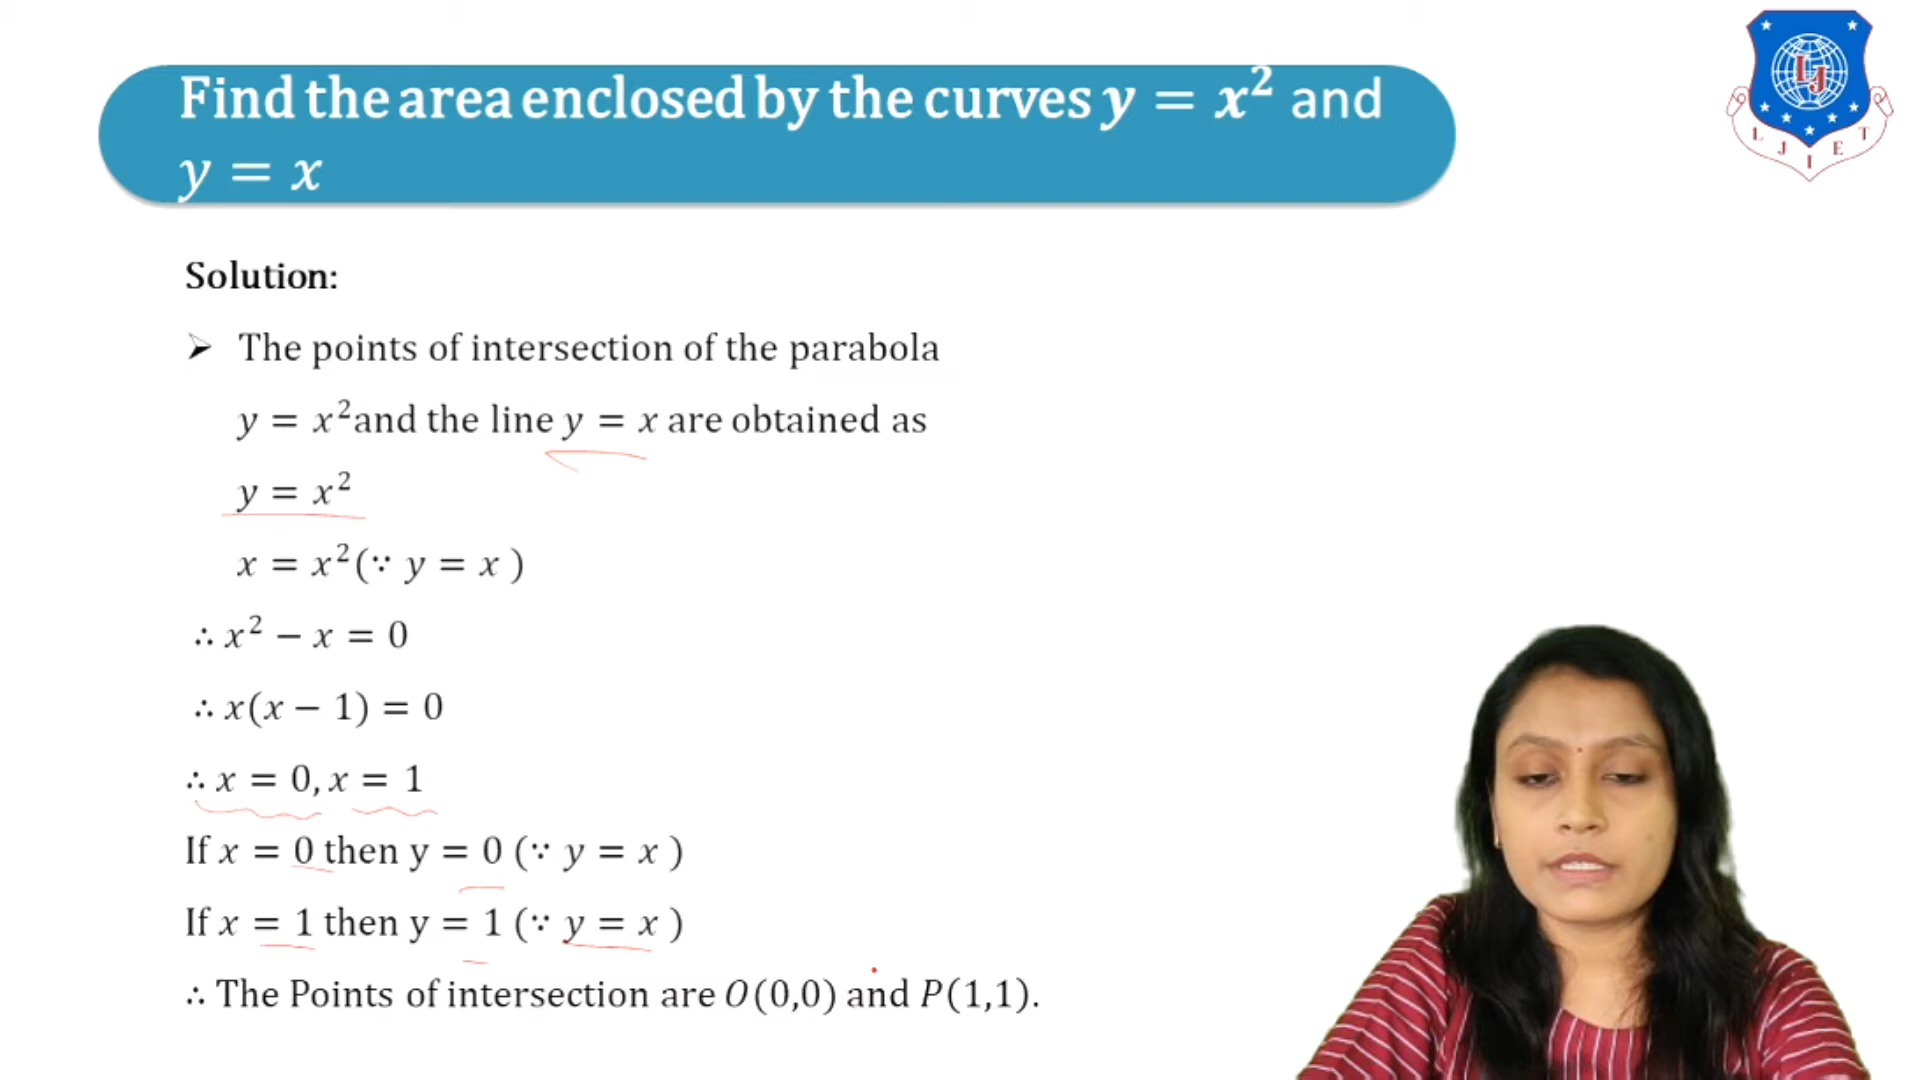 Find the area enclosed by the curves y = x² and
y = x
L J I E T
LJ
Solution:
➢ The points of intersection of the parabola
y = x²and the line y = x are obtained as
y = x²
x = x²(∵ y = x )
∴ x² − x = 0
∴ x(x − 1) = 0
∴ x = 0, x = 1
If x = 0 then y = 0 (∵ y = x )
If x = 1 then y = 1 (∵ y = x )
∴ The Points of intersection are O(0,0) and P(1,1).